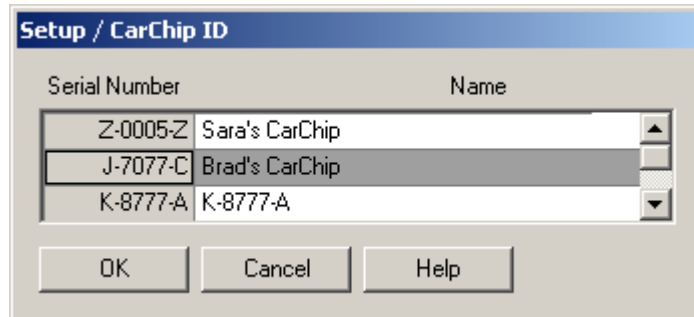 Setup / CarChip ID
Serial Number Name
Z-0005-Z Sara's CarChip
J-7077-C Brad's CarChip
K-8777-A K-8777-A
OK Cancel Help